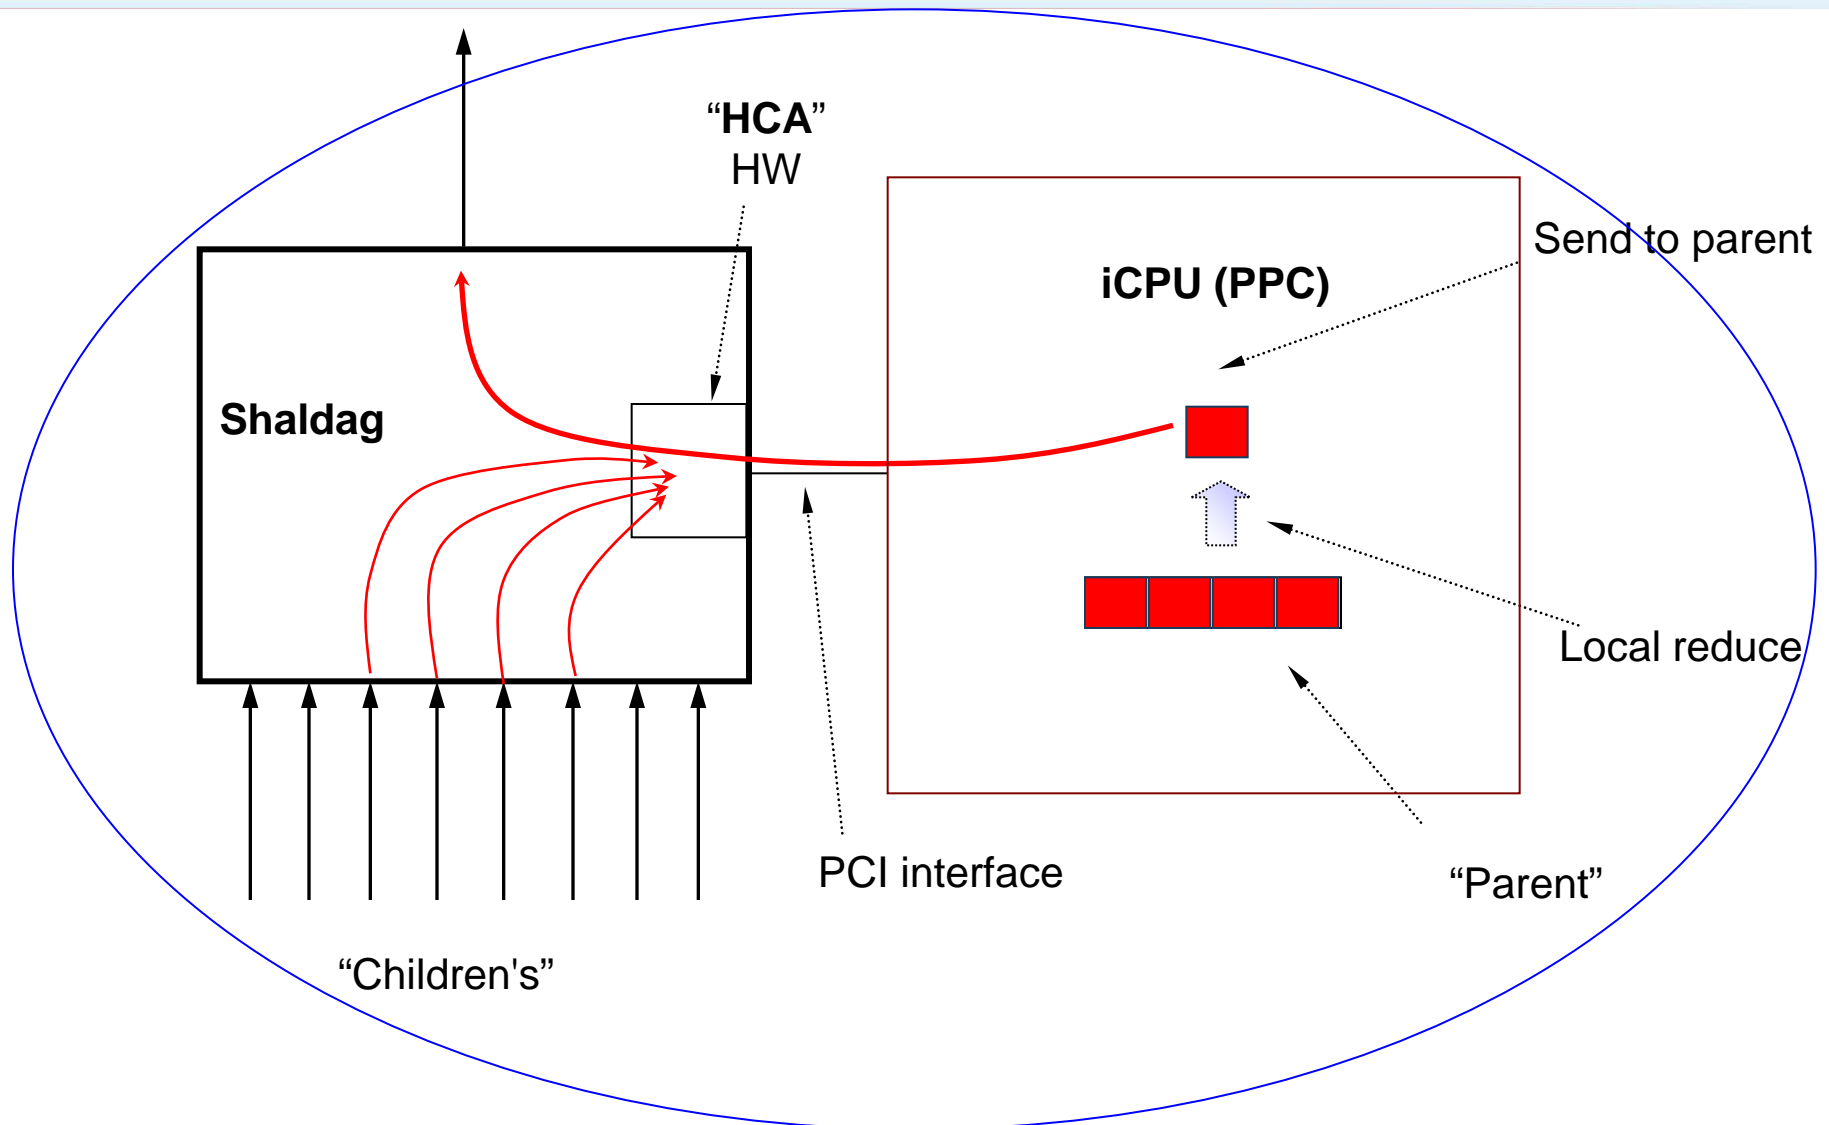 “HCA”
HW
Send to parent
iCPU (PPC)
Shaldag
Local reduce
PCI interface
“Parent”
“Children's”